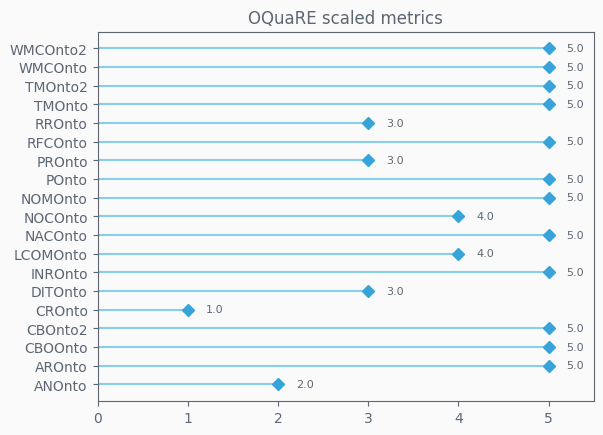 OQuaRE scaled metrics
WMCOnto2 5.0
WMCOnto 5.0
TMOnto2 5.0
TMOnto 5.0
RROnto 3.0
RFCOnto 5.0
PROnto 3.0
POnto 5.0
NOMOnto 5.0
NOCOnto 4.0
NACOnto 5.0
LCOMOnto 4.0
INROnto 5.0
DITOnto 3.0
CROnto 1.0
CBOnto2 5.0
CBOOnto 5.0
AROnto 5.0
ANOnto 2.0
0 1 2 3 4 5